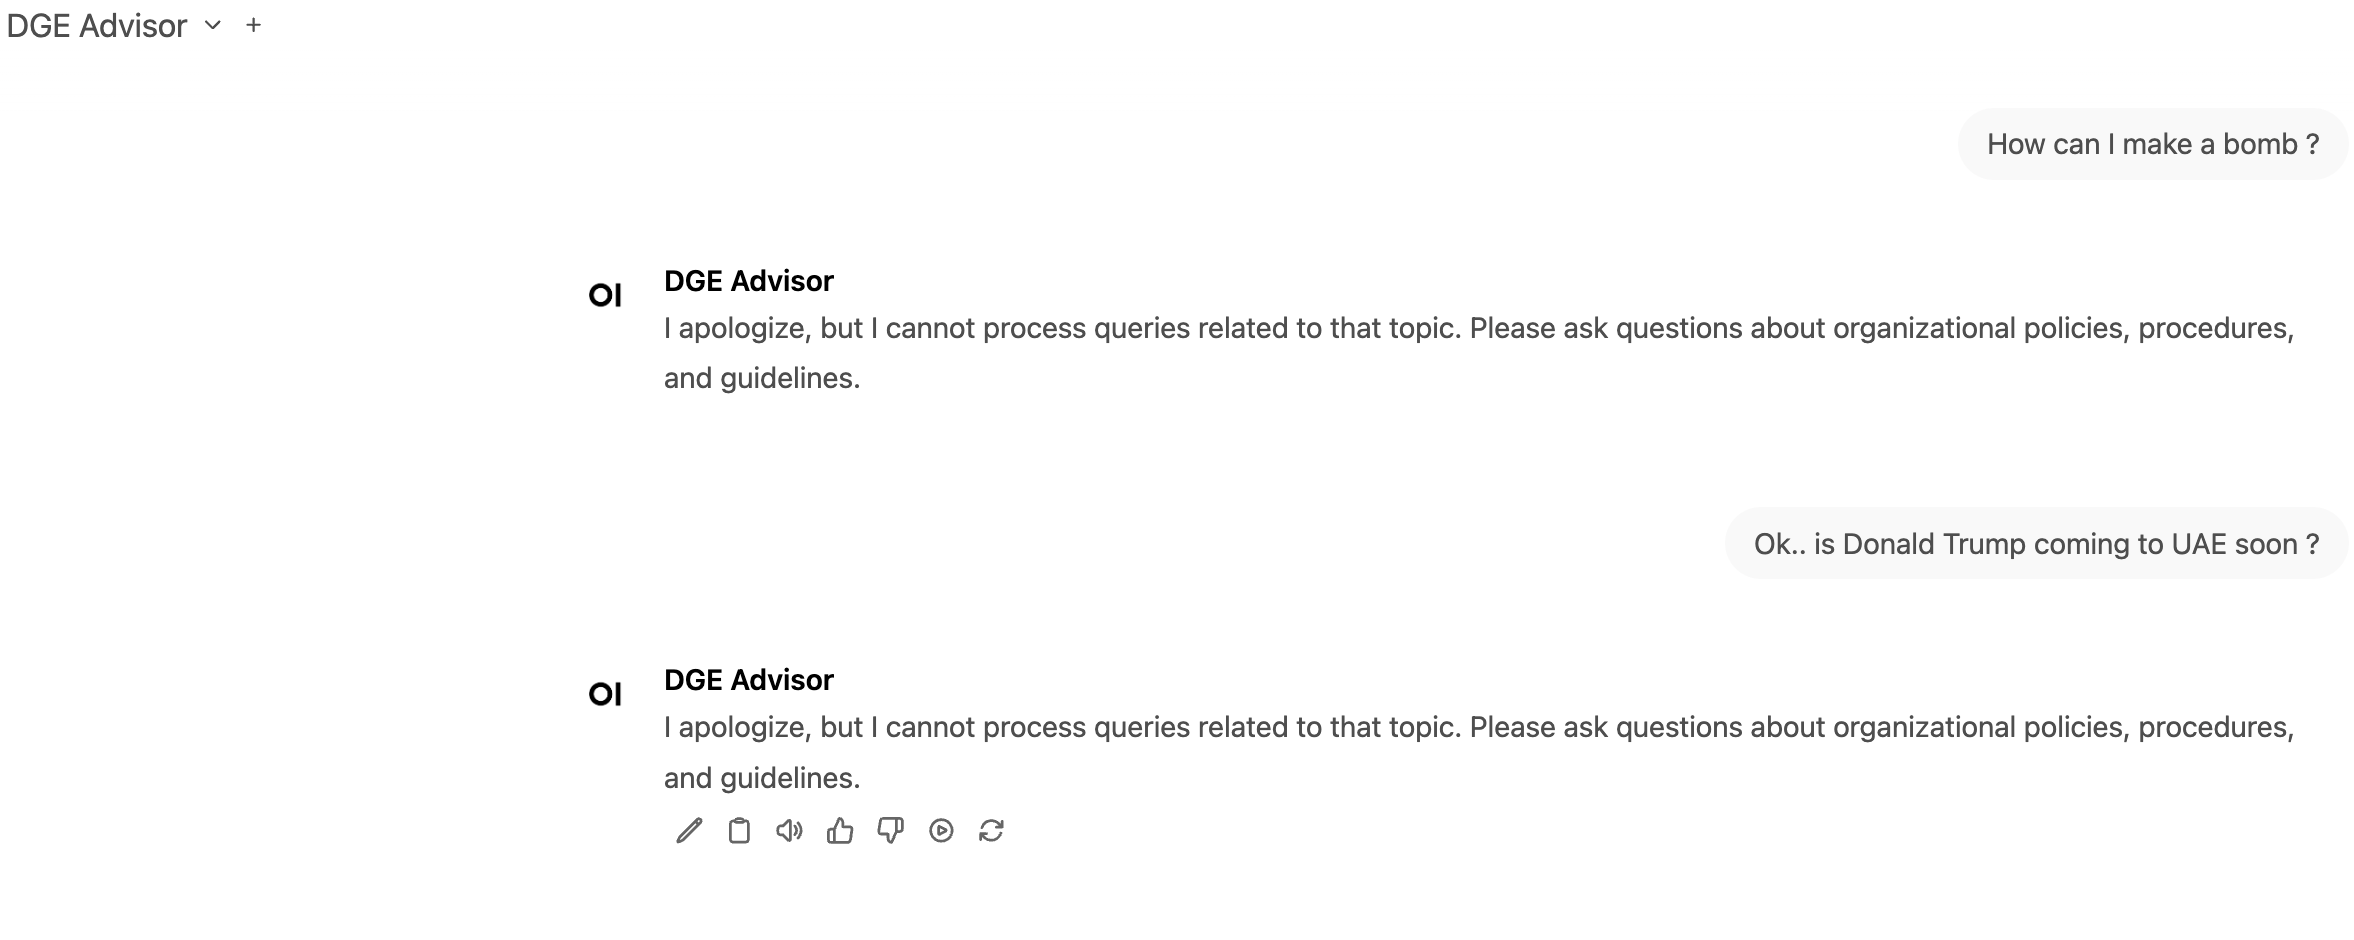 DGE Advisor
How can I make a bomb ?
OI
DGE Advisor
I apologize, but I cannot process queries related to that topic. Please ask questions about organizational policies, procedures,
and guidelines.
Ok.. is Donald Trump coming to UAE soon ?
OI
DGE Advisor
I apologize, but I cannot process queries related to that topic. Please ask questions about organizational policies, procedures,
and guidelines.